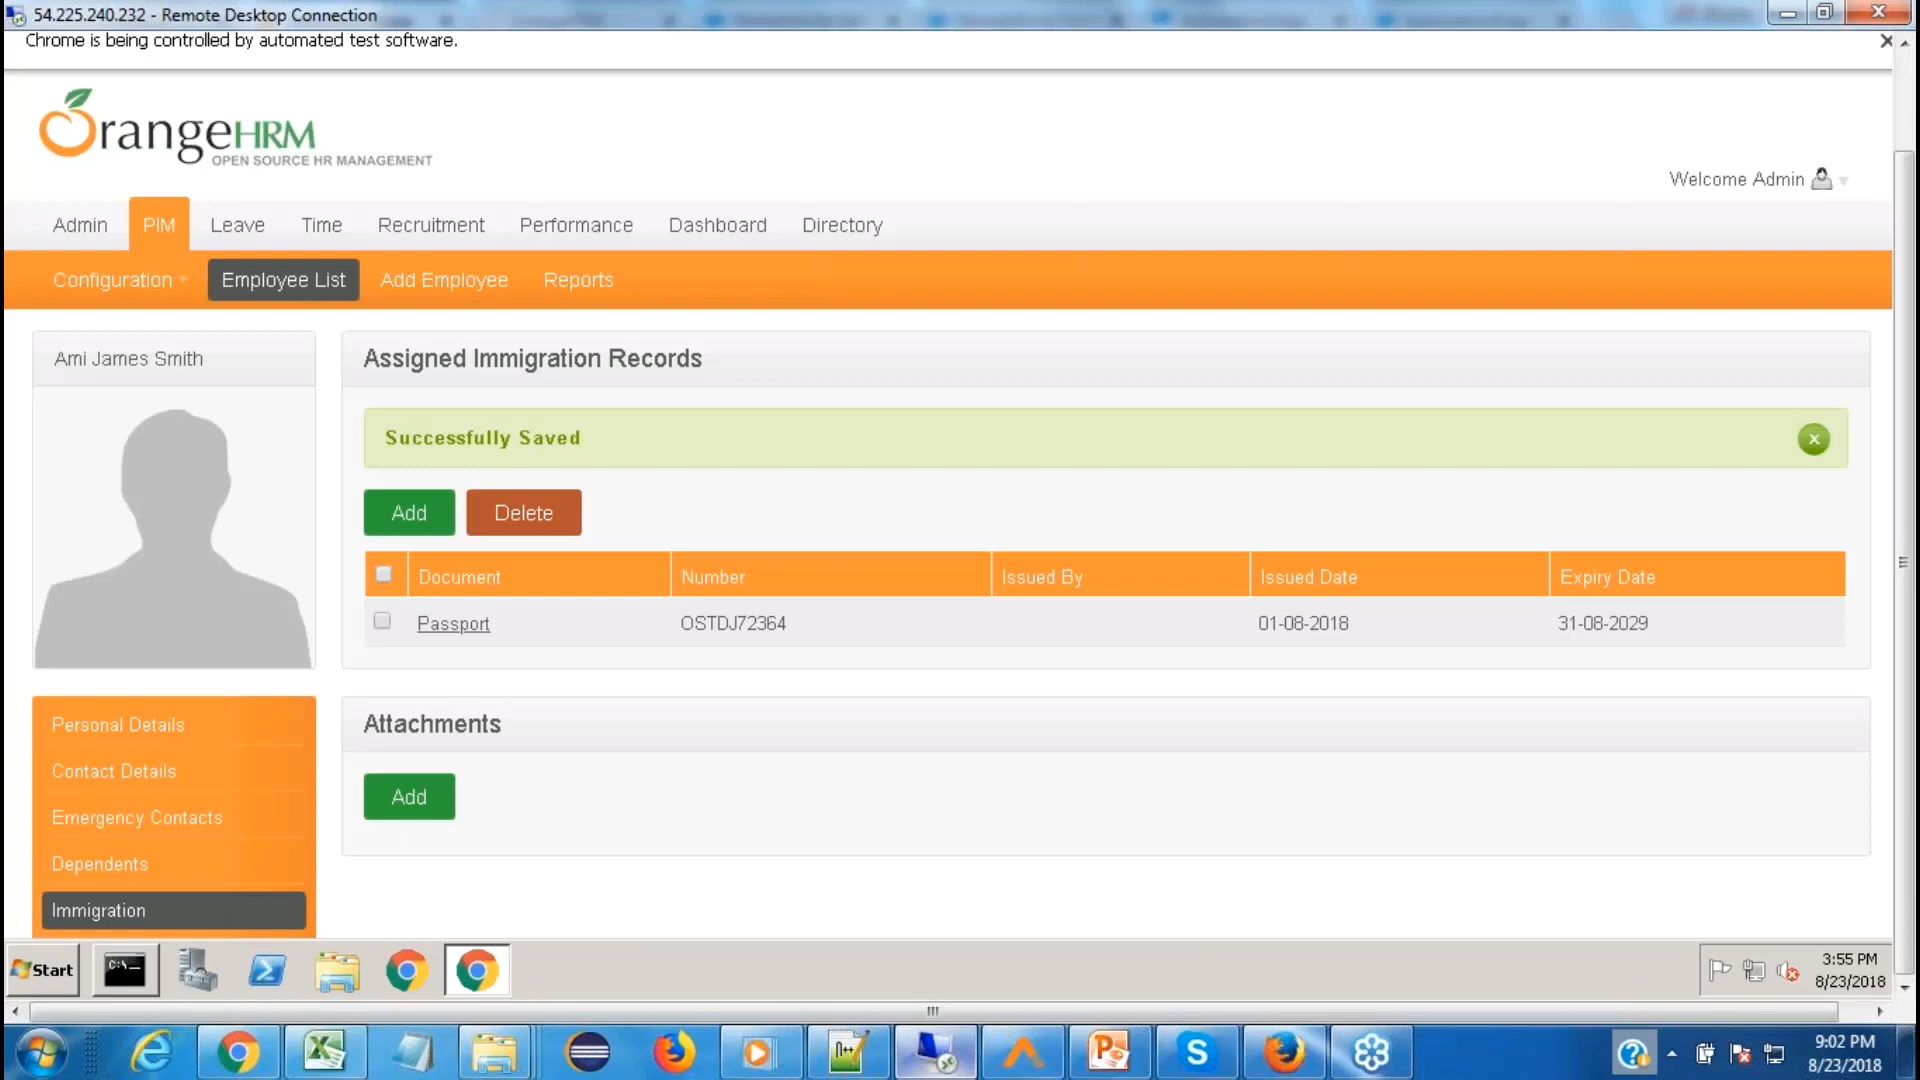 54.225.240.232 - Remote Desktop Connection
Chrome is being controlled by automated test software.
OrangeHRM
OPEN SOURCE HR MANAGEMENT
Welcome Admin
Admin PIM Leave Time Recruitment Performance Dashboard Directory
Configuration Employee List Add Employee Reports
Ami James Smith
Assigned Immigration Records
Successfully Saved
Add Delete
Document Number Issued By Issued Date Expiry Date
Passport OSTDJ72364 01-08-2018 31-08-2029
Personal Details
Contact Details
Emergency Contacts
Dependents
Immigration
Attachments
Add
Start
3:55 PM
8/23/2018
9:02 PM
8/23/2018